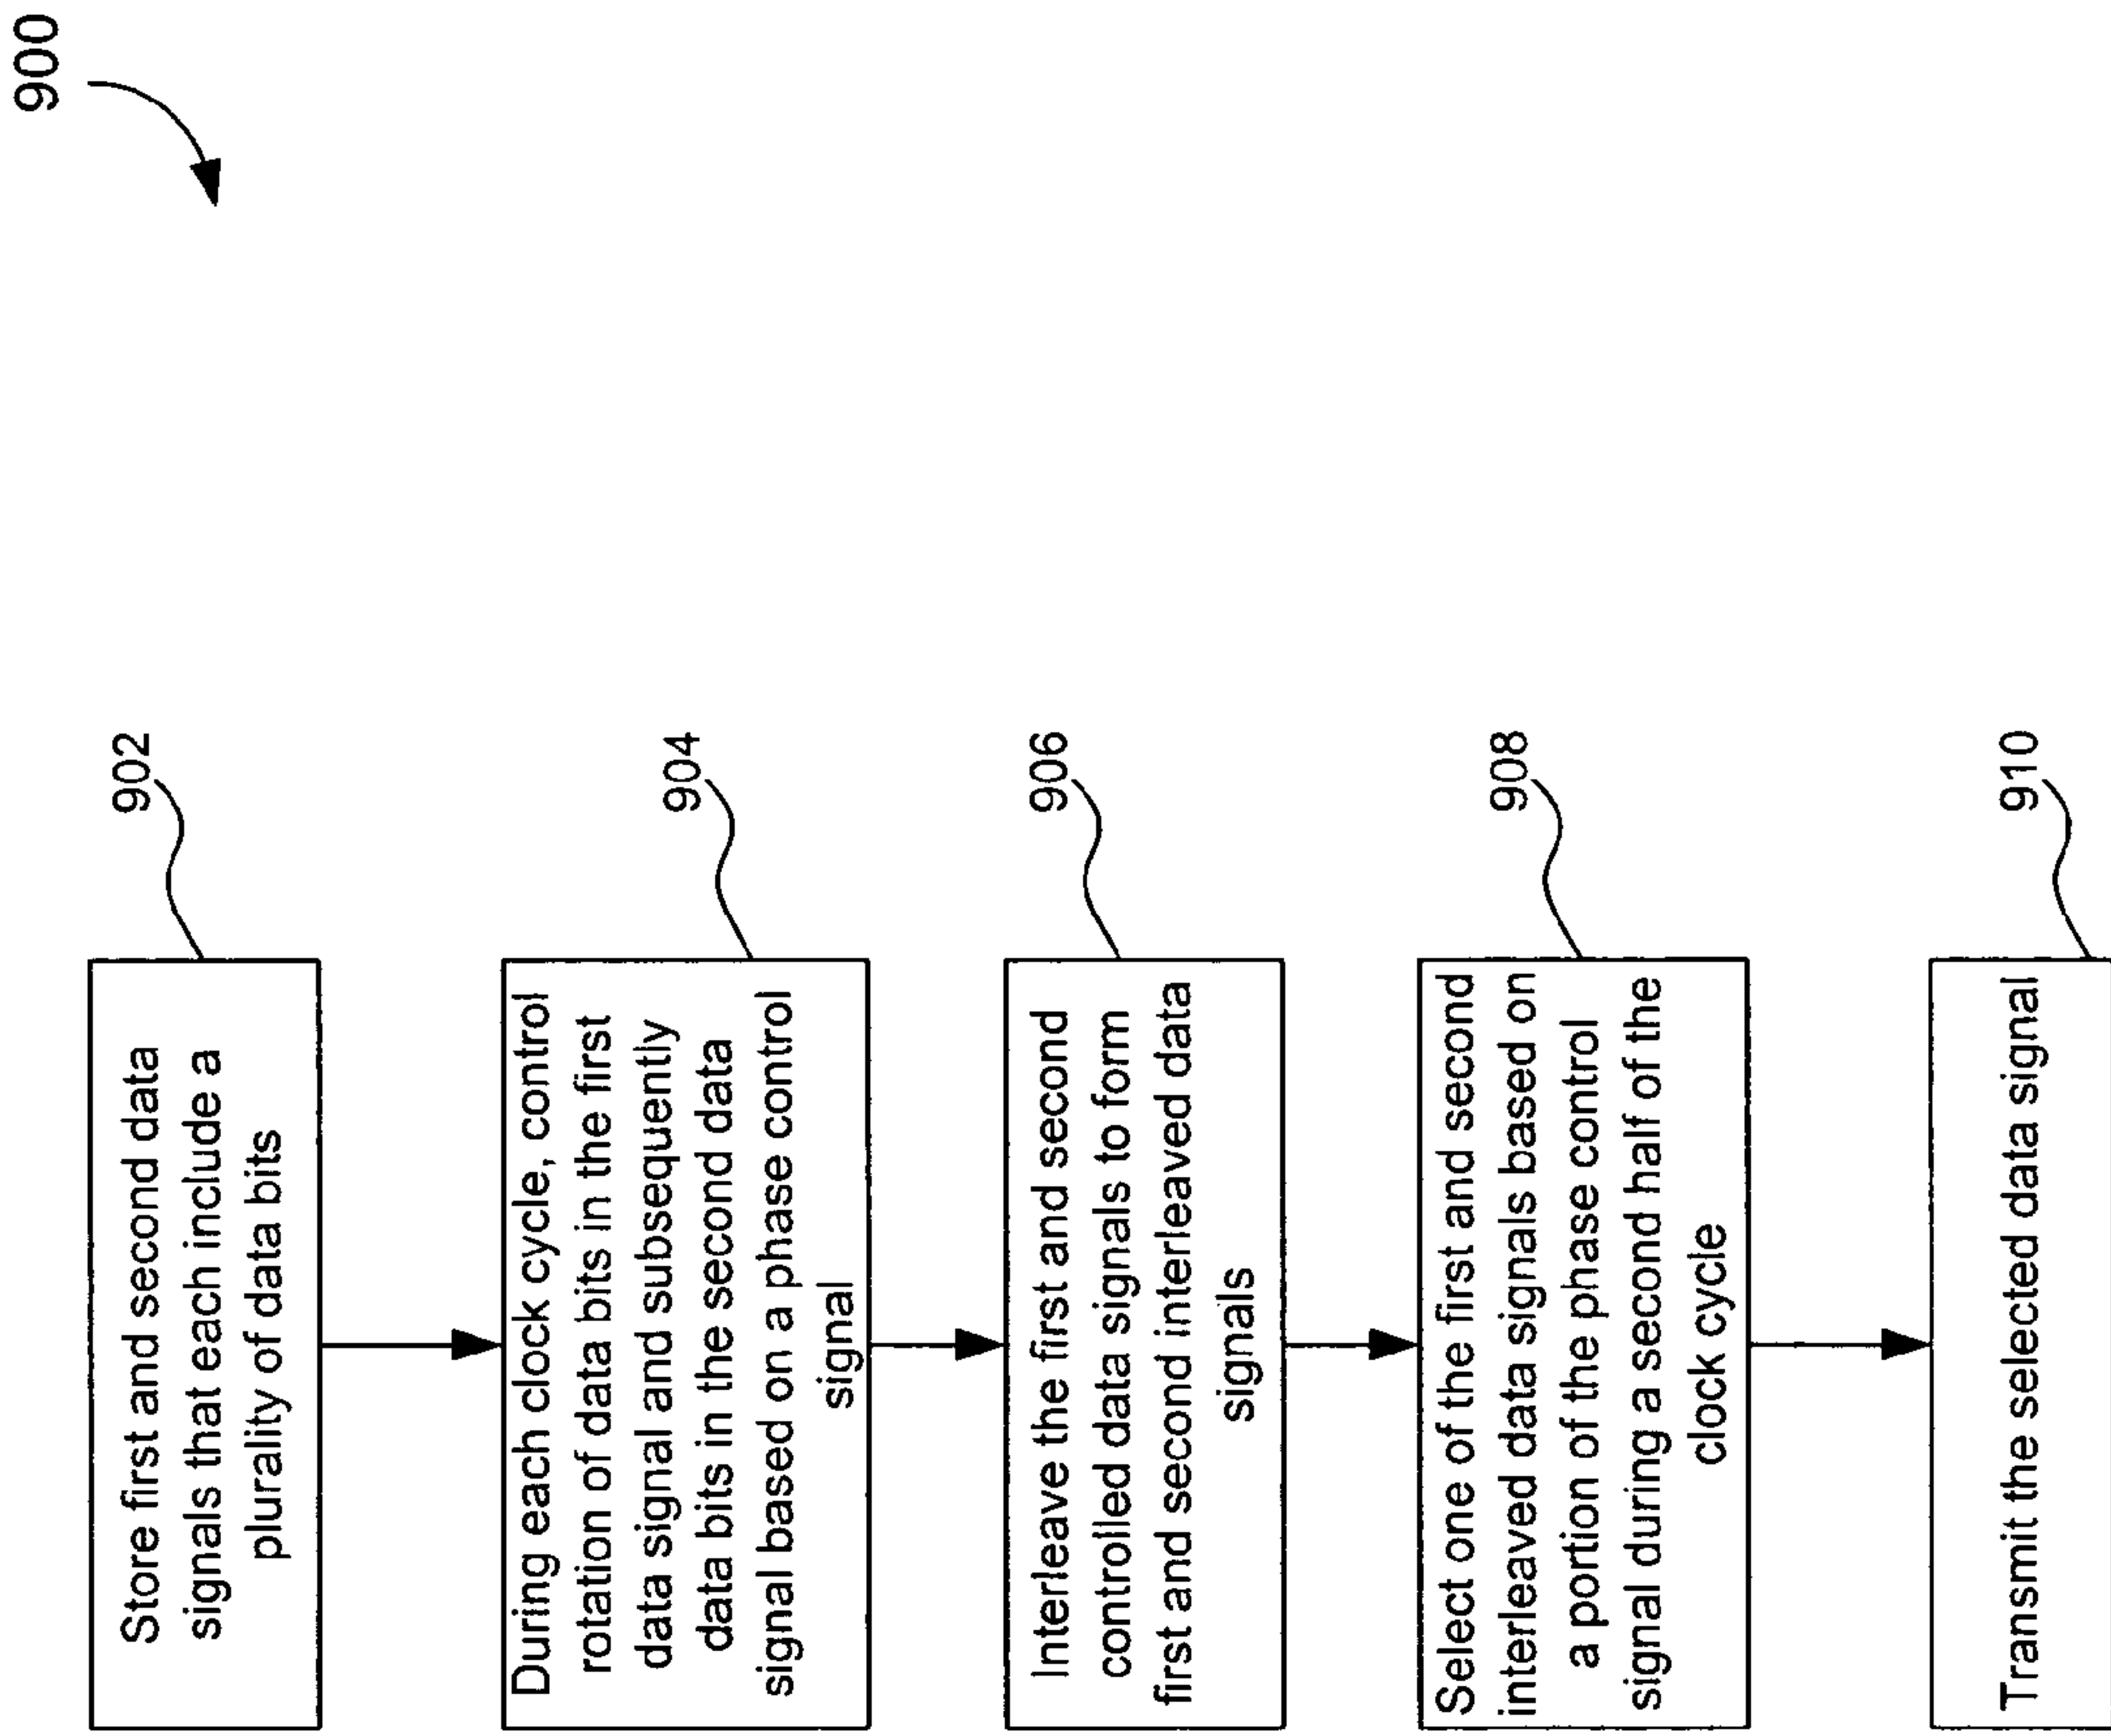 900
902
Store first and second data
signals that each include a
plurality of data bits
904
During each clock cycle, control
rotation of data bits in the first
data signal and subsequently
data bits in the second data
signal based on a phase control
signal
906
Interleave the first and second
controlled data signals to form
first and second interleaved data
signals
908
Select one of the first and second
interleaved data signals based on
a portion of the phase control
signal during a second half of the
clock cycle
910
Transmit the selected data signal